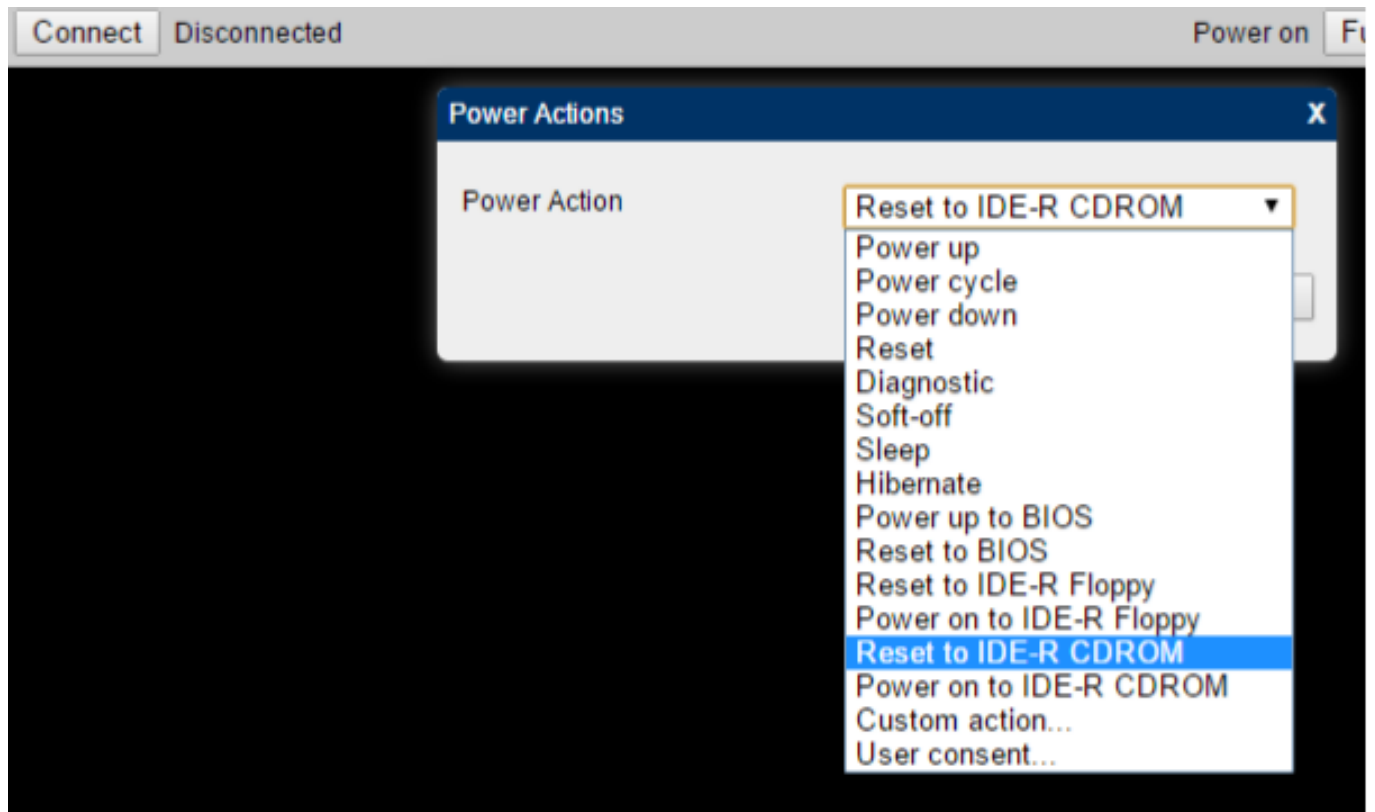 Connect Disconnected Power on
Power Actions X
Power Action Reset to IDE-R CDROM ▼
Power up
Power cycle
Power down
Reset
Diagnostic
Soft-off
Sleep
Hibernate
Power up to BIOS
Reset to BIOS
Reset to IDE-R Floppy
Power on to IDE-R Floppy
Reset to IDE-R CDROM
Power on to IDE-R CDROM
Custom action...
User consent...